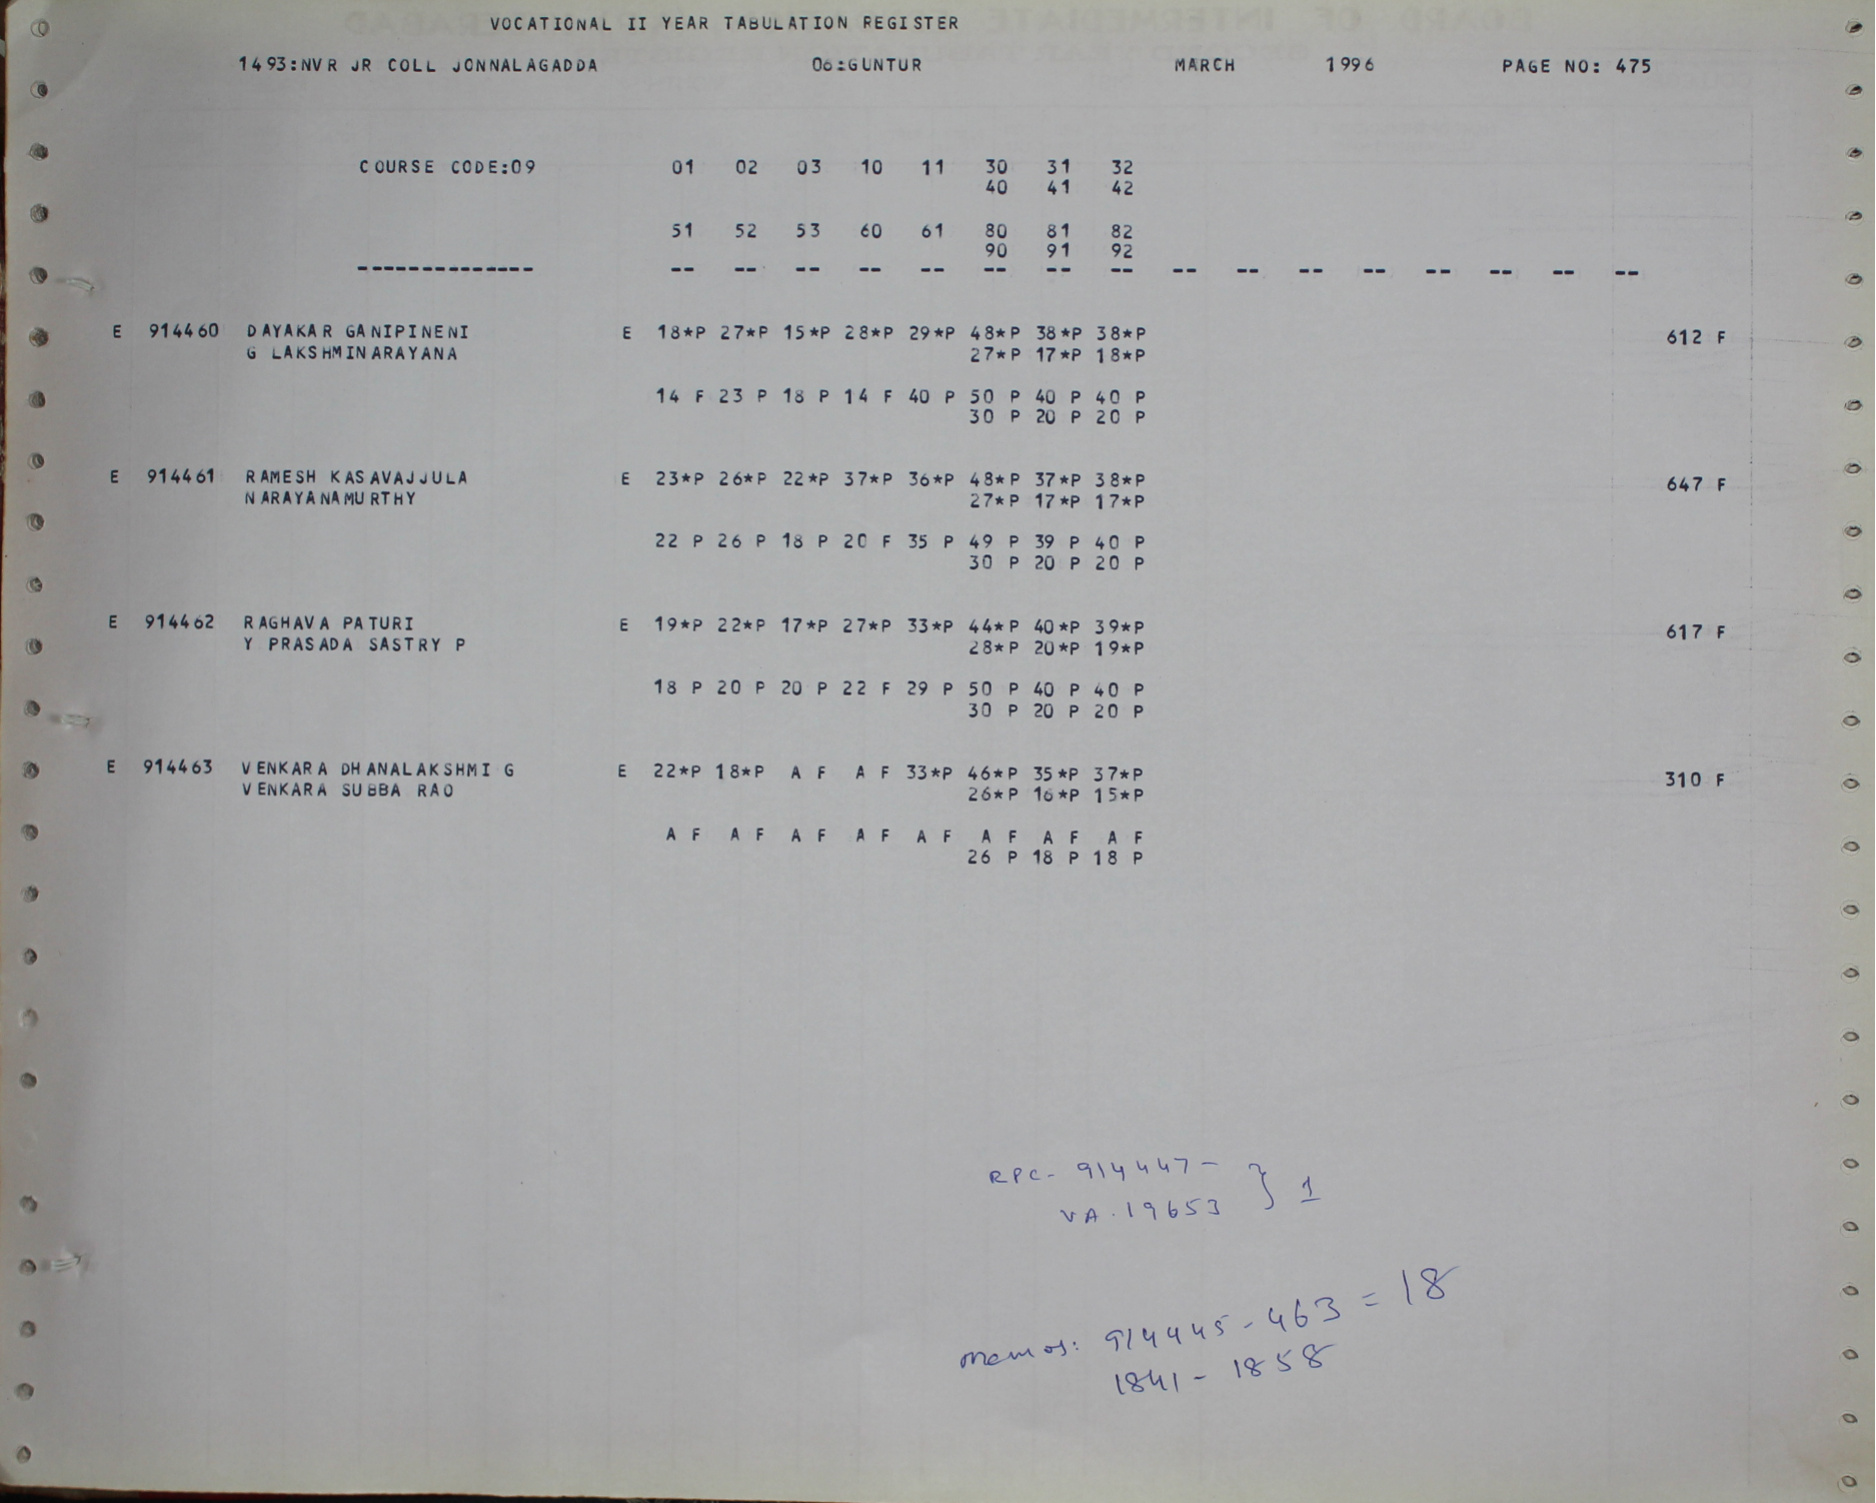 VOCATIONAL II YEAR TABULATION REGISTER
1493:NVR JR COLL JONNALAGADDA 06:GUNTUR MARCH 1996 PAGE NO: 475
COURSE CODE:09 01 02 03 10 11 30 31 32
40 41 42
51 52 53 60 61 80 81 82
90 91 92
-------------- -- -- -- -- -- -- -- -- -- -- -- -- -- -- -- --
E 914460 DAYAKAR GANIPINENI E 18*P 27*P 15*P 28*P 29*P 48*P 38*P 38*P 612 F
G LAKSHMINARAYANA 27*P 17*P 18*P
14 F 23 P 18 P 14 F 40 P 50 P 40 P 40 P
30 P 20 P 20 P
E 914461 RAMESH KASAVAJJULA E 23*P 26*P 22*P 37*P 36*P 48*P 37*P 38*P 647 F
NARAYANAMURTHY 27*P 17*P 17*P
22 P 26 P 18 P 20 F 35 P 49 P 39 P 40 P
30 P 20 P 20 P
E 914462 RAGHAVA PATURI E 19*P 22*P 17*P 27*P 33*P 44*P 40*P 39*P 617 F
Y PRASADA SASTRY P 28*P 20*P 19*P
18 P 20 P 20 P 22 F 29 P 50 P 40 P 40 P
30 P 20 P 20 P
E 914463 VENKARA DHANALAKSHMI G E 22*P 18*P A F A F 33*P 46*P 35*P 37*P 310 F
VENKARA SUBBA RAO 26*P 16*P 15*P
A F A F A F A F A F A F A F A F
26 P 18 P 18 P
RPC- 914447- } 1
VA.19653
memos: 914445-463 = 18
1841 - 1858